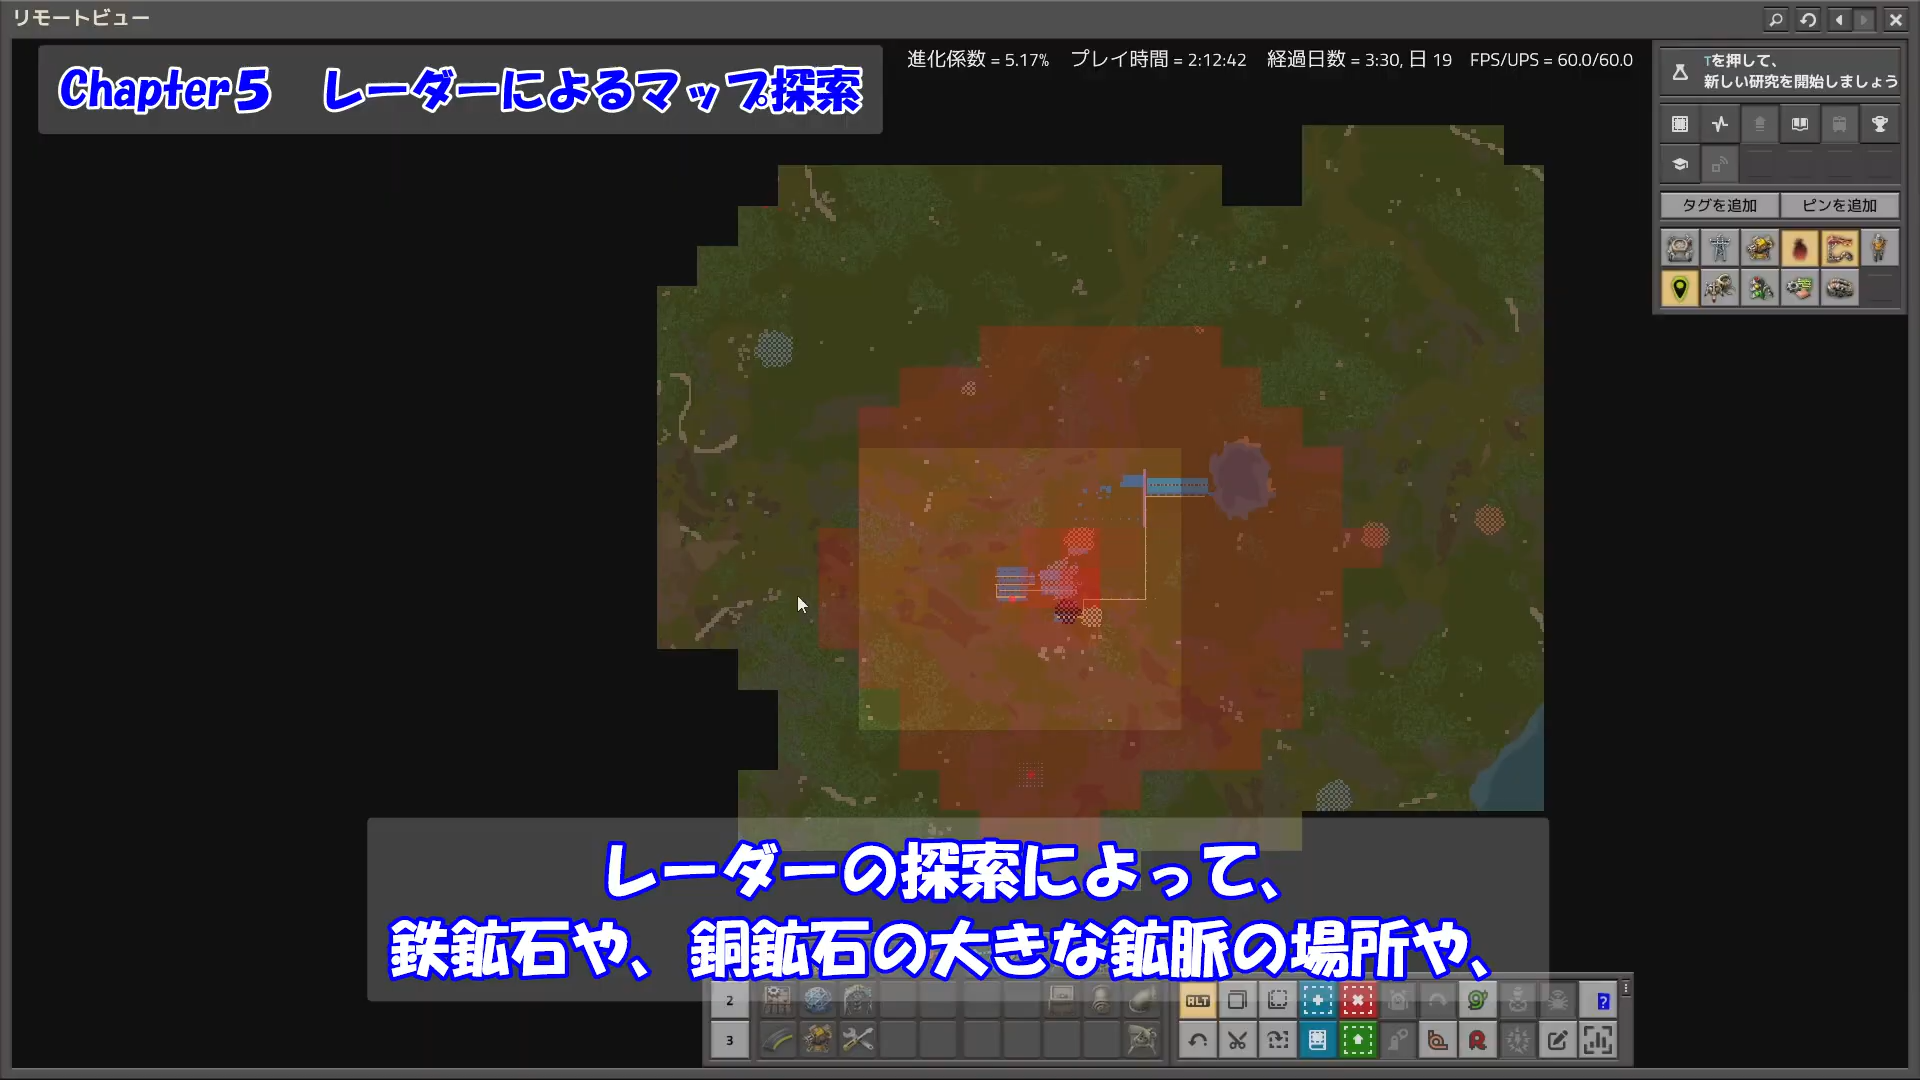 リモートビュー
Chapter5　レーダーによるマップ探索
進化係数 = 5.17%　プレイ時間 = 2:12:42　経過日数 = 3:30, 日 19　FPS/UPS = 60.0/60.0
Tを押して、
新しい研究を開始しましょう
タグを追加　ピンを追加
レーダーの探索によって、
鉄鉱石や、銅鉱石の大きな鉱脈の場所や、
2
ALT
?
3